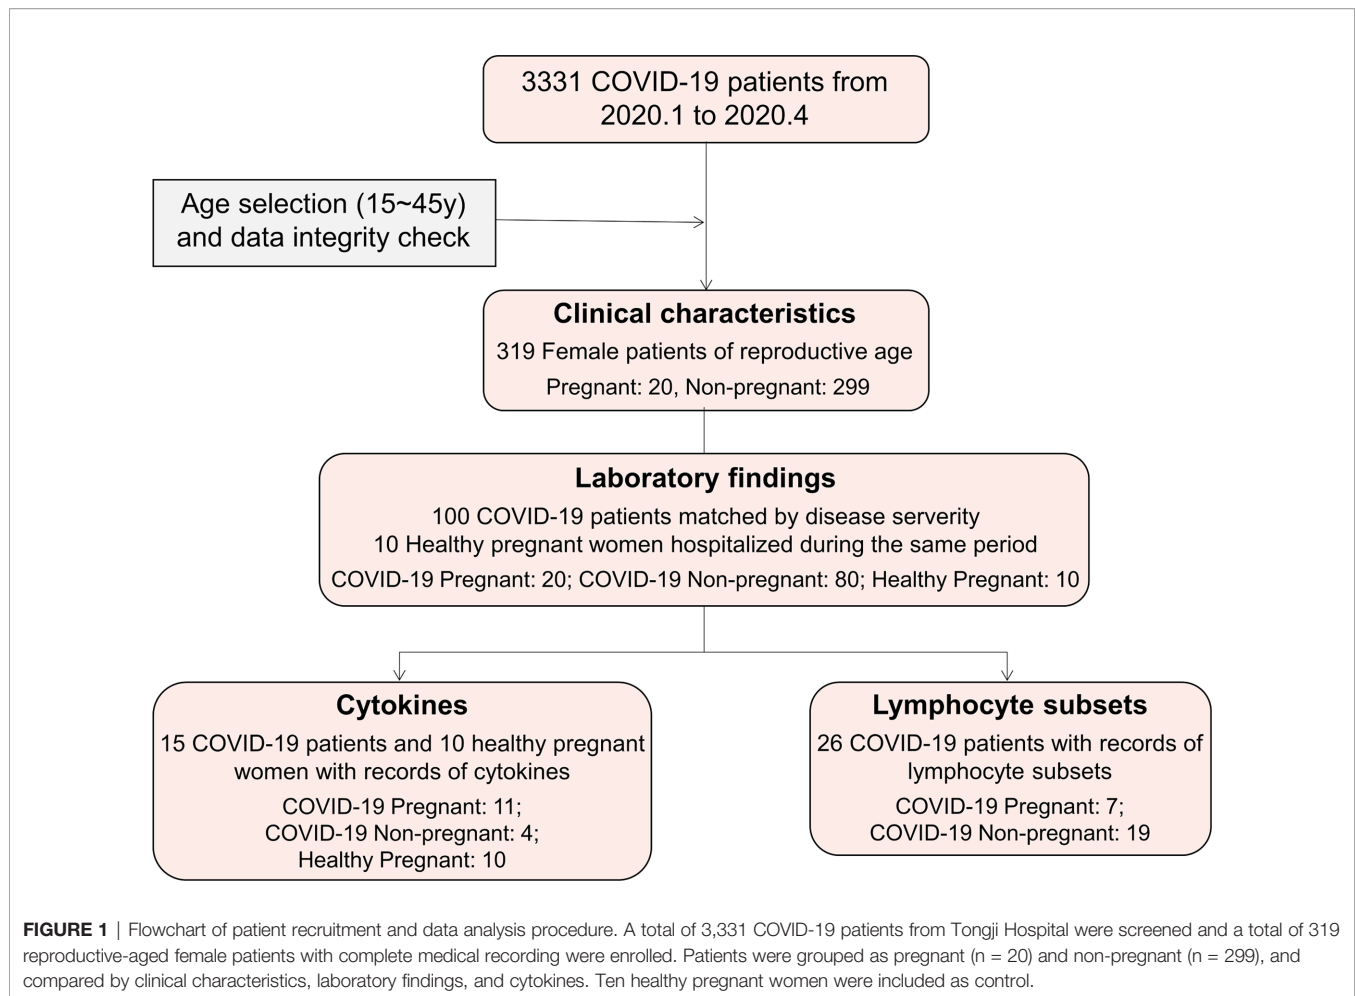 3331 COVID-19 patients from
2020.1 to 2020.4
Age selection (15~45y)
and data integrity check
Clinical characteristics
319 Female patients of reproductive age
Pregnant: 20, Non-pregnant: 299
Laboratory findings
100 COVID-19 patients matched by disease serverity
10 Healthy pregnant women hospitalized during the same period
COVID-19 Pregnant: 20; COVID-19 Non-pregnant: 80; Healthy Pregnant: 10
Cytokines
15 COVID-19 patients and 10 healthy pregnant
women with records of cytokines
COVID-19 Pregnant: 11;
COVID-19 Non-pregnant: 4;
Healthy Pregnant: 10
Lymphocyte subsets
26 COVID-19 patients with records of
lymphocyte subsets
COVID-19 Pregnant: 7;
COVID-19 Non-pregnant: 19
FIGURE 1 | Flowchart of patient recruitment and data analysis procedure. A total of 3,331 COVID-19 patients from Tongji Hospital were screened and a total of 319
reproductive-aged female patients with complete medical recording were enrolled. Patients were grouped as pregnant (n = 20) and non-pregnant (n = 299), and
compared by clinical characteristics, laboratory findings, and cytokines. Ten healthy pregnant women were included as control.